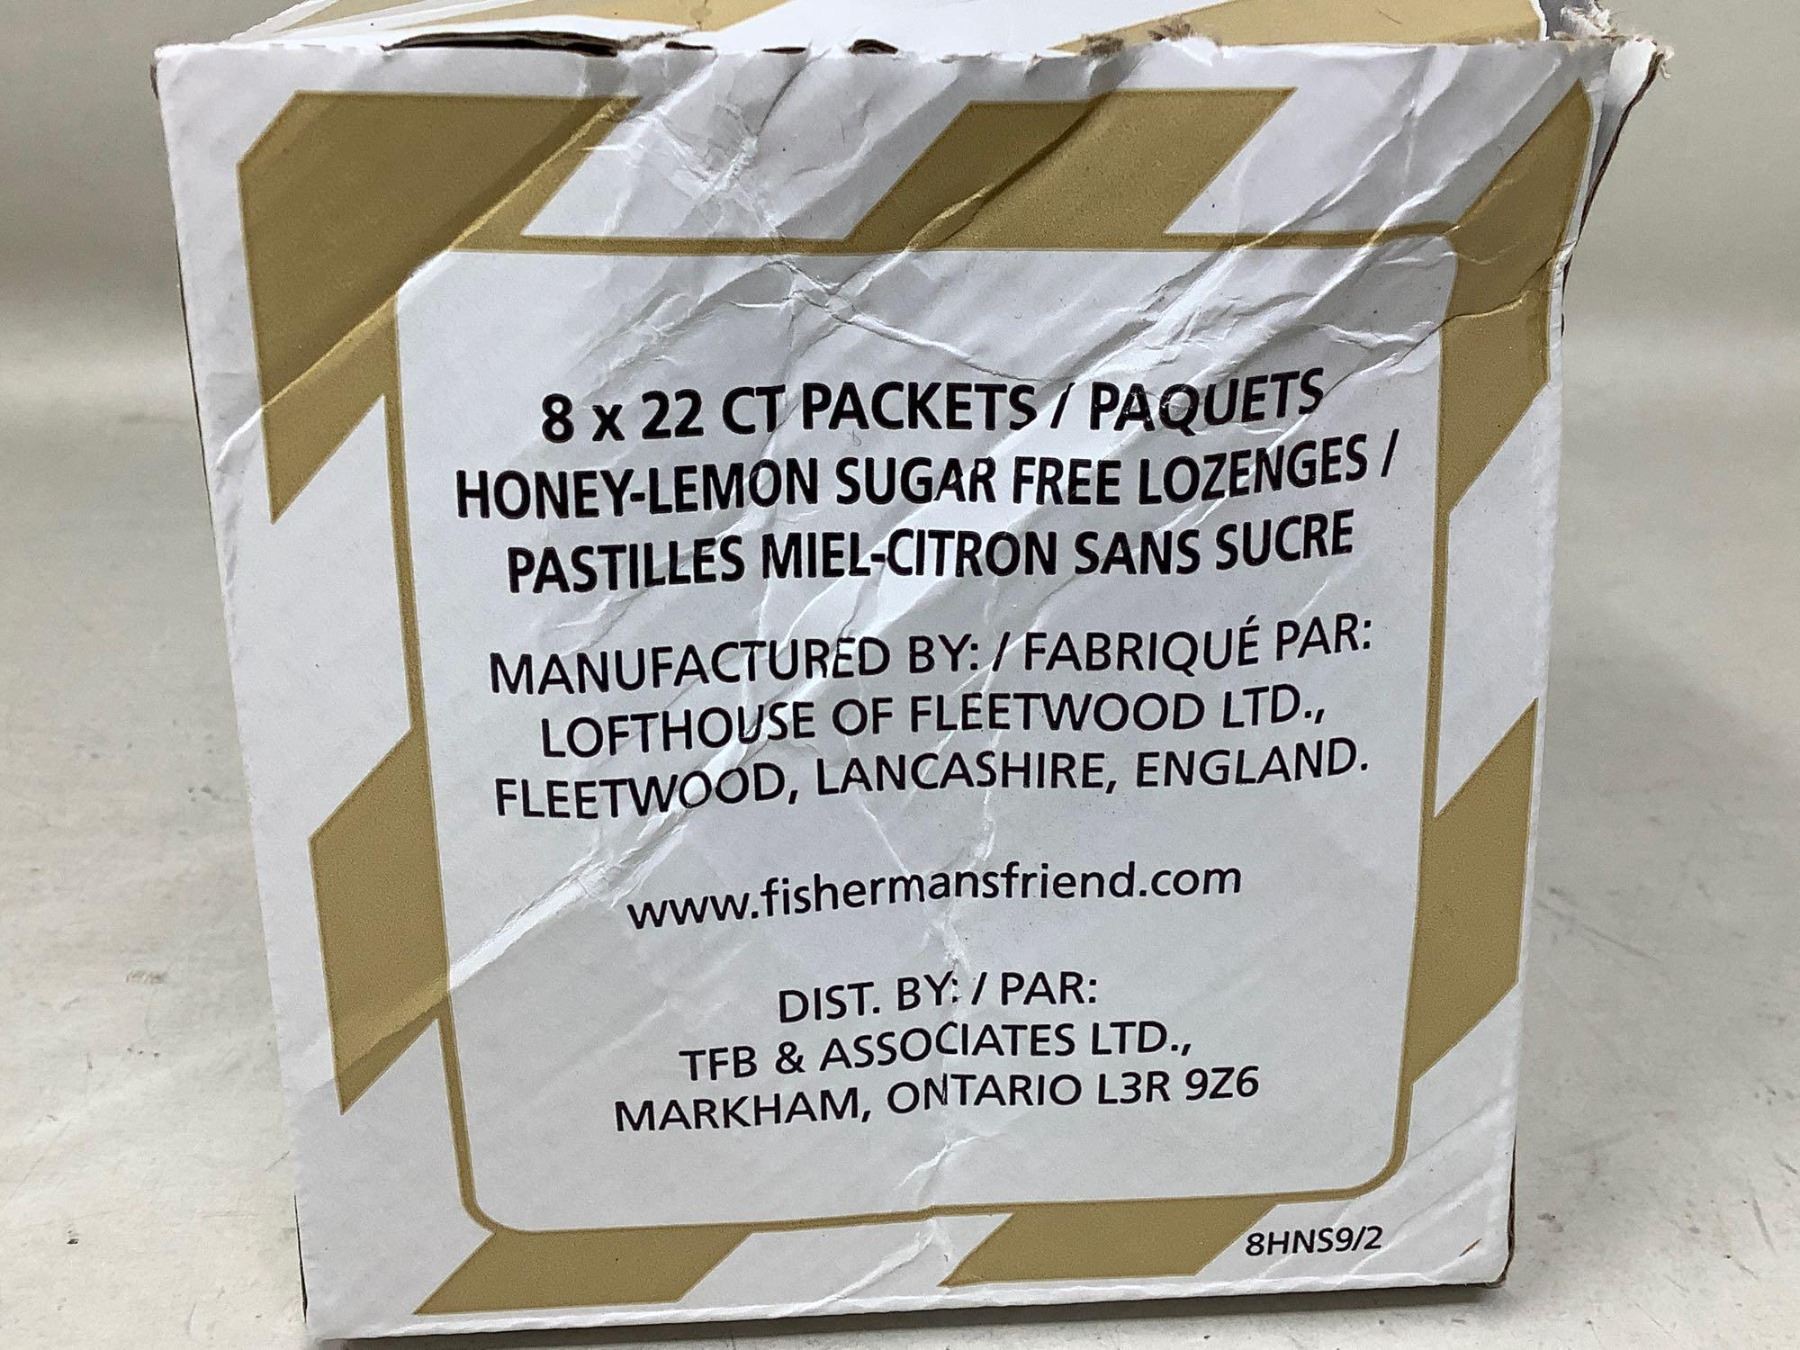 8 x 22 CT PACKETS / PAQUETS
HONEY-LEMON SUGAR FREE LOZENGES /
PASTILLES MIEL-CITRON SANS SUCRE
MANUFACTURED BY: / FABRIQUÉ PAR:
LOFTHOUSE OF FLEETWOOD LTD.,
FLEETWOOD, LANCASHIRE, ENGLAND.
www.fishermansfriend.com
DIST. BY: / PAR:
TFB & ASSOCIATES LTD.,
MARKHAM, ONTARIO L3R 9Z6
8HNS9/2